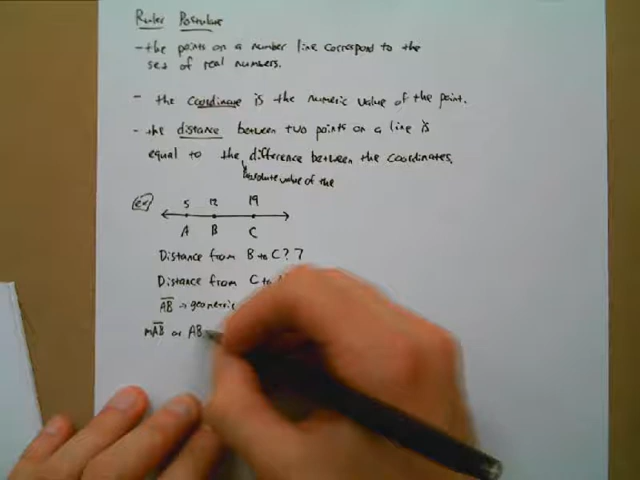 Ruler Postulate
- the points on a number line correspond to the
set of real numbers.
- the coordinate is the numeric value of the point.
- the distance between two points on a line is
equal to the difference between the coordinates.
absolute value of the
ex
5 12 19
A B C
Distance from B to C? 7
Distance from C to
AB → geometric
mAB or AB